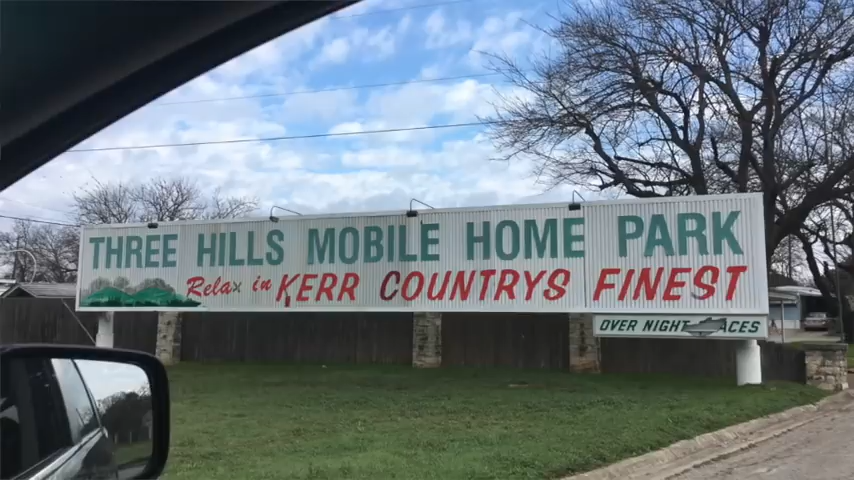 THREE HILLS MOBILE HOME PARK
Relax in KERR COUNTRYS FINEST
OVER NIGHT